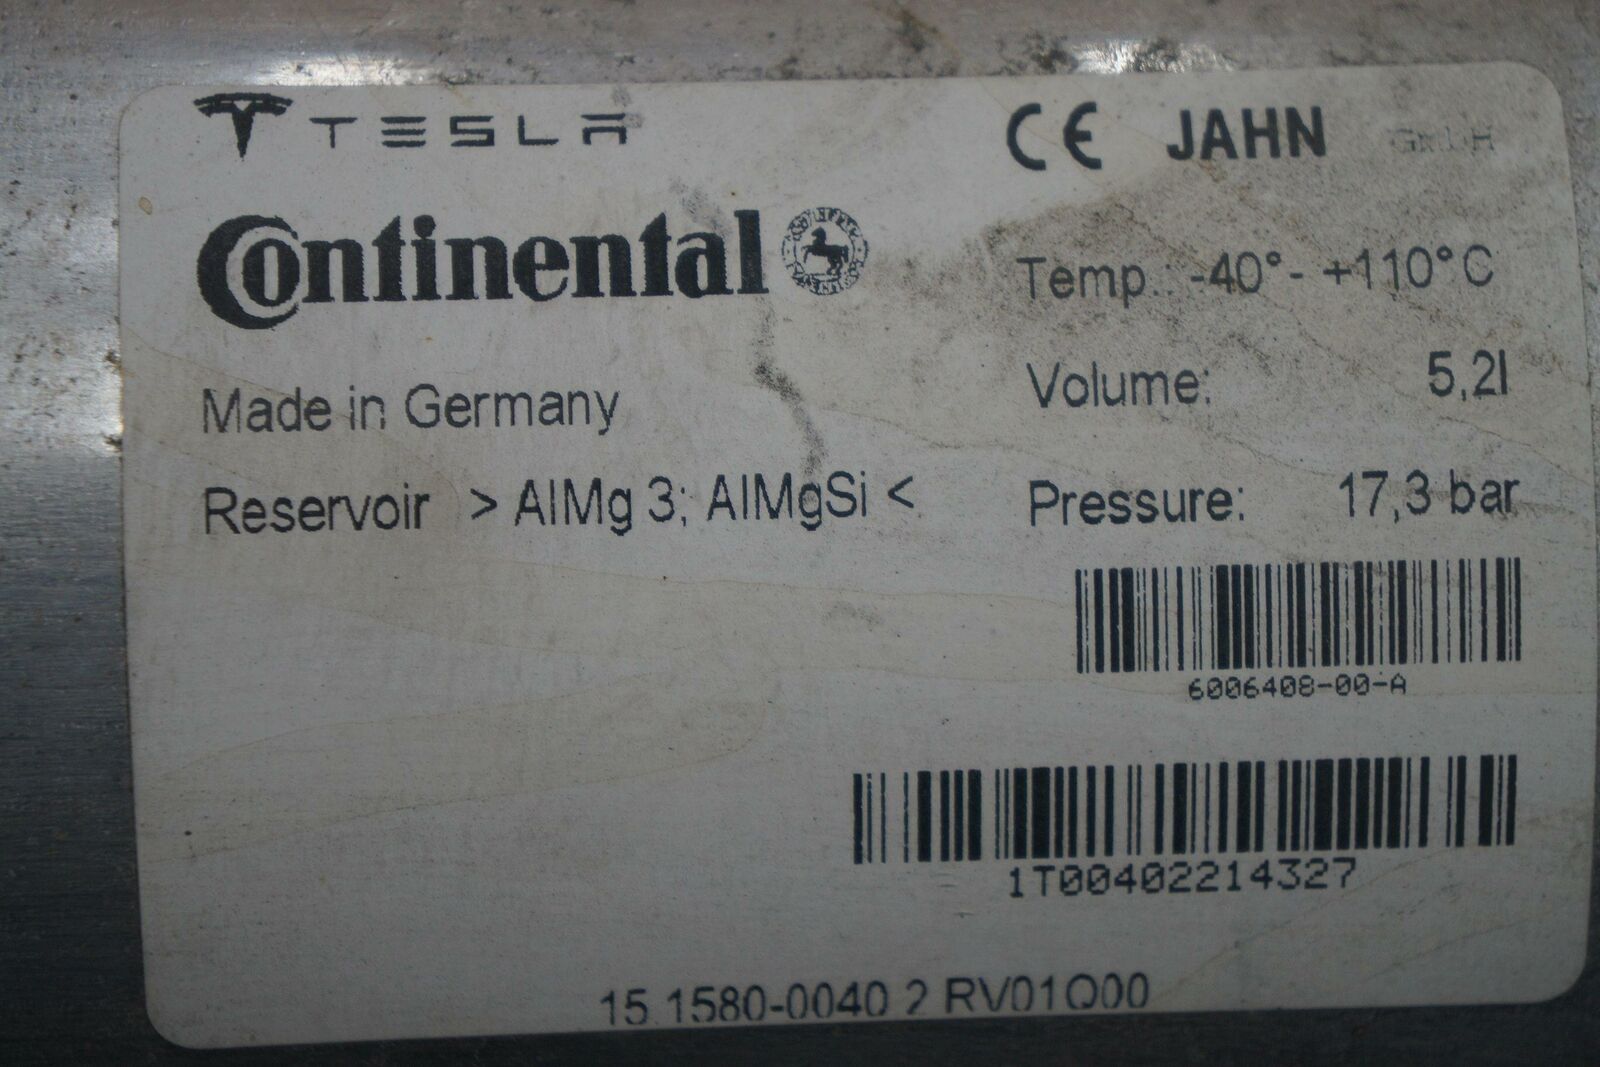 TESLA
CE JAHN GmbH
Continental
Temp.: -40°- +110°C
Made in Germany
Volume: 5,2l
Reservoir > AlMg 3; AlMgSi <
Pressure: 17,3 bar
6006408-00-A
1T00402214327
15.1580-0040.2 RV01Q00